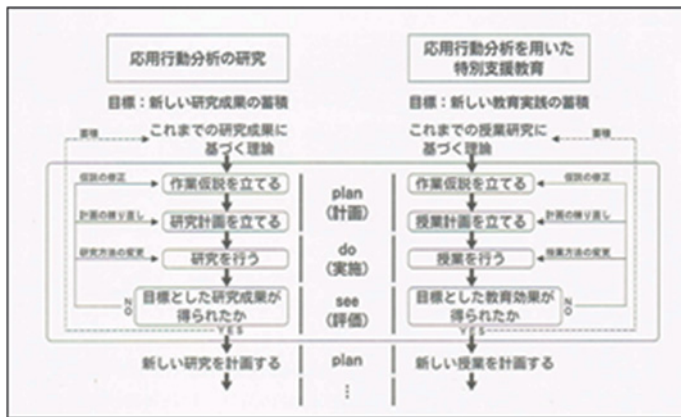 応用行動分析の研究
目標：新しい研究成果の蓄積
これまでの研究成果に
基づく理論
蓄積
仮説の修正
作業仮説を立てる
計画の練り直し
研究計画を立てる
研究方法の変更
研究を行う
目標とした研究成果が
得られたか
NO
YES
新しい研究を計画する
plan
（計画）
do
（実施）
see
（評価）
plan
⋮
応用行動分析を用いた
特別支援教育
目標：新しい教育実践の蓄積
これまでの授業研究に
基づく理論
蓄積
作業仮説を立てる
仮説の修正
授業計画を立てる
計画の練り直し
授業を行う
授業方法の変更
目標とした教育効果が
得られたか
NO
YES
新しい授業を計画する